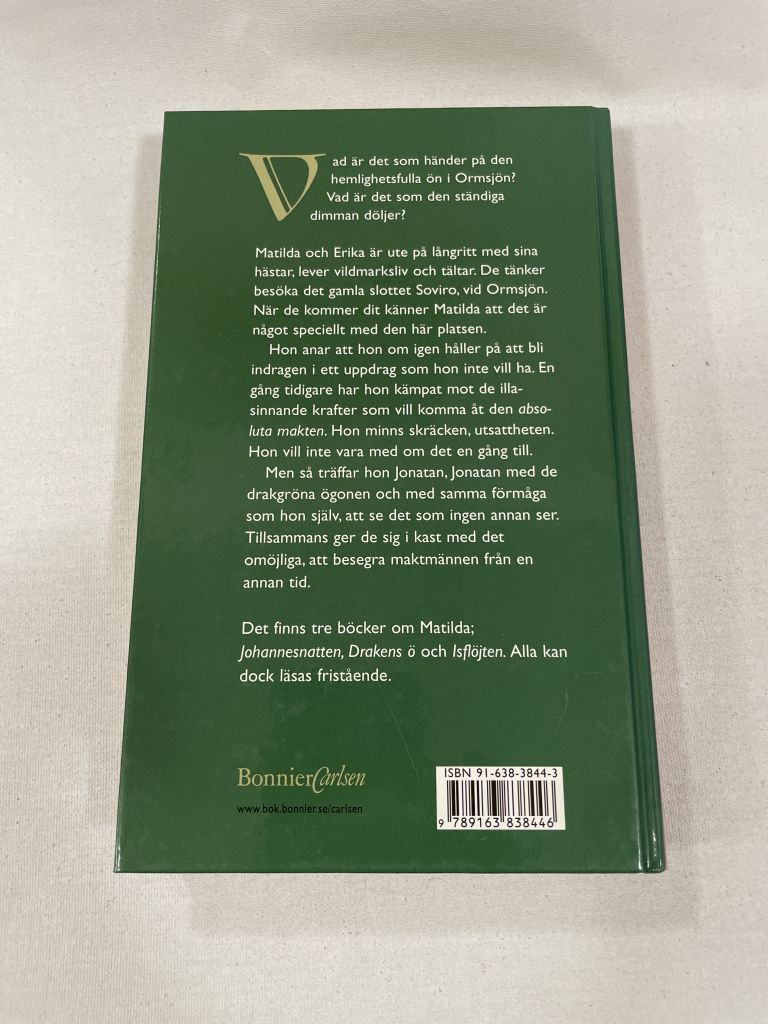 Vad är det som händer på den
hemlighetsfulla ön i Ormsjön?
Vad är det som den ständiga
dimman döljer?
Matilda och Erika är ute på långritt med sina
hästar, lever vildmarksliv och tältar. De tänker
besöka det gamla slottet Soviro, vid Ormsjön.
När de kommer dit känner Matilda att det är
något speciellt med den här platsen.
Hon anar att hon om igen håller på att bli
indragen i ett uppdrag som hon inte vill ha. En
gång tidigare har hon kämpat mot de illa-
sinnande krafter som vill komma åt den abso-
luta makten. Hon minns skräcken, utsattheten.
Hon vill inte vara med om det en gång till.
Men så träffar hon Jonatan, Jonatan med de
drakgröna ögonen och med samma förmåga
som hon själv, att se det som ingen annan ser.
Tillsammans ger de sig i kast med det
omöjliga, att besegra maktmännen från en
annan tid.
Det finns tre böcker om Matilda;
Johannesnatten, Drakens ö och Isflöjten. Alla kan
dock läsas fristående.
BonnierCarlsen
www.bok.bonnier.se/carlsen
ISBN 91-638-3844-3
9 789163 838446